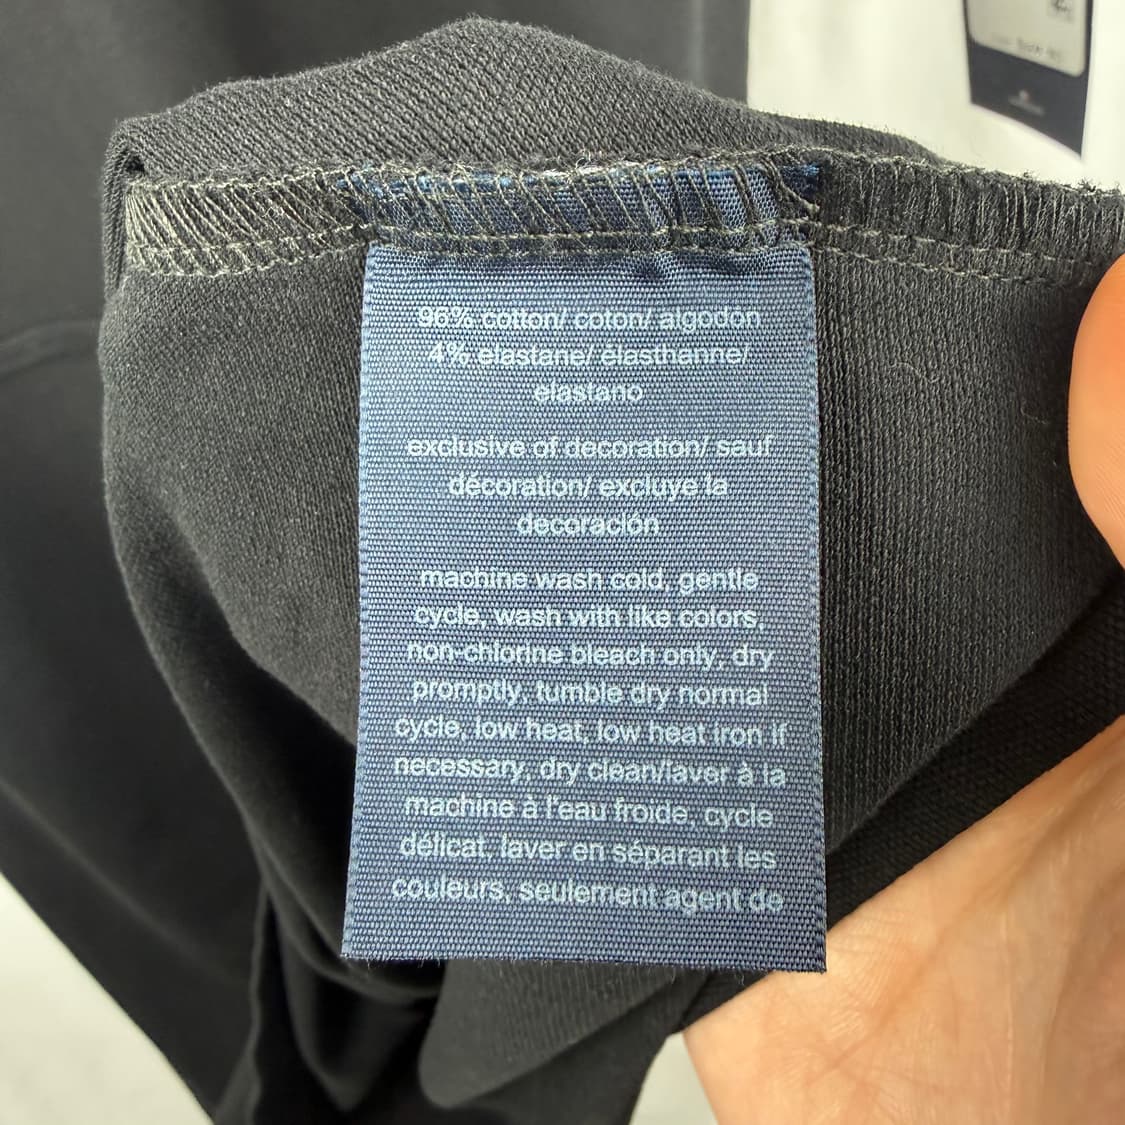 96% cotton/ coton/ algodon
4% elastane/ élasthanne/
elastano
exclusive of decoration/ sauf
décoration/ excluye la
decoración
machine wash cold, gentle
cycle, wash with like colors,
non-chlorine bleach only, dry
promptly, tumble dry normal
cycle, low heat, low heat iron if
necessary, dry clean/laver à la
machine à l'eau froide, cycle
délicat, laver en séparant les
couleurs, seulement agent de